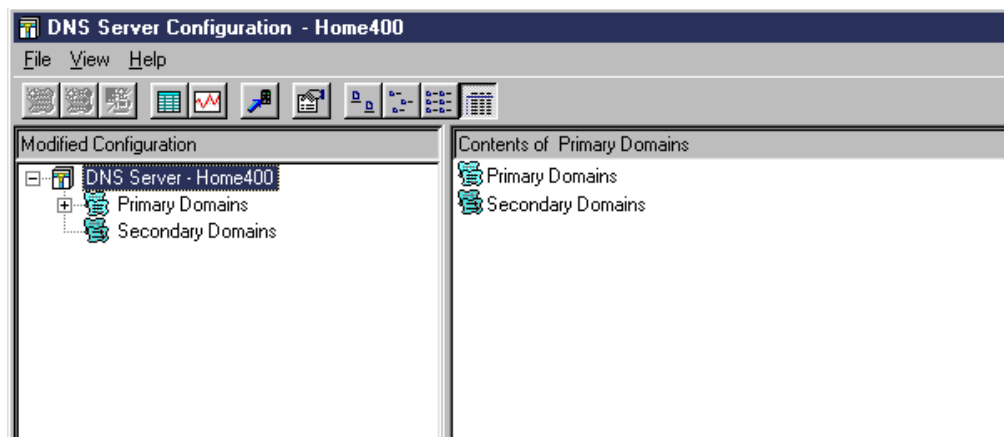 DNS Server Configuration - Home400
File View Help
Modified Configuration
Contents of Primary Domains
DNS Server - Home400
Primary Domains
Secondary Domains
Primary Domains
Secondary Domains